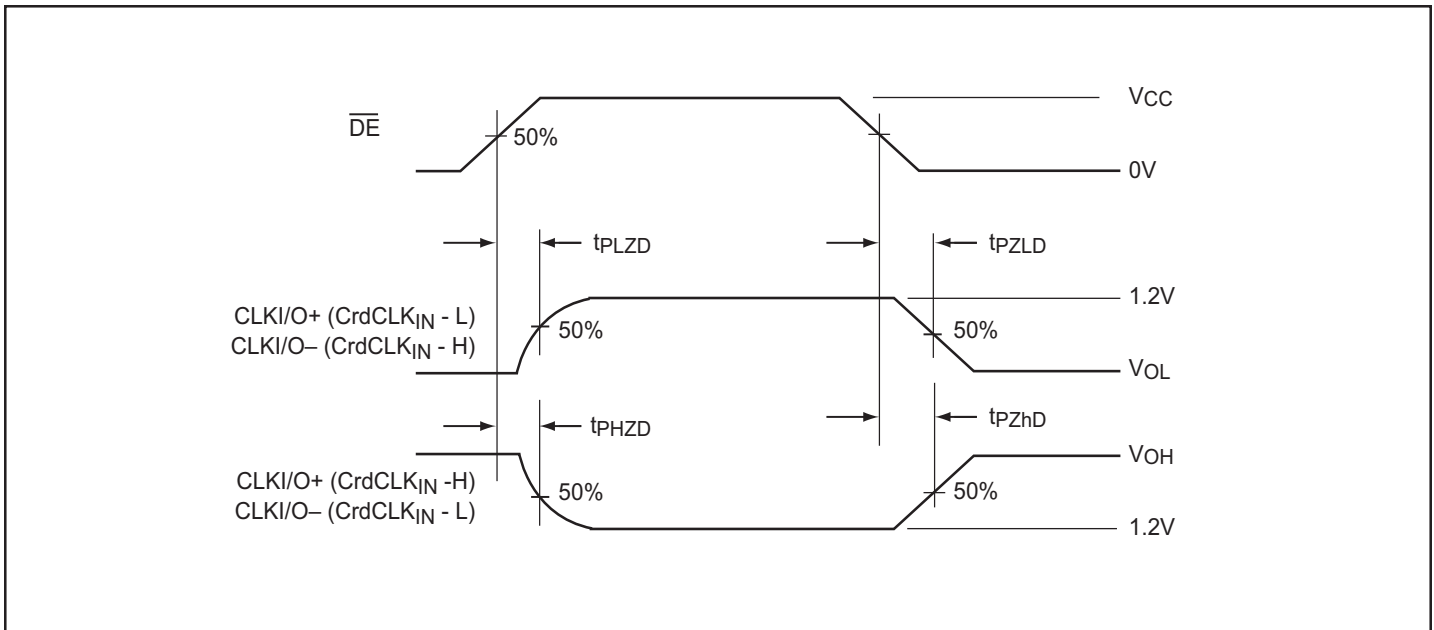 DE
50%
VCC
0V
tPLZD
tPZLD
CLKI/O+ (CrdCLKIN - L)
CLKI/O– (CrdCLKIN - H)
50%
1.2V
50%
VOL
tPHZD
tPZhD
CLKI/O+ (CrdCLKIN -H)
CLKI/O– (CrdCLKIN - L)
50%
VOH
50%
1.2V